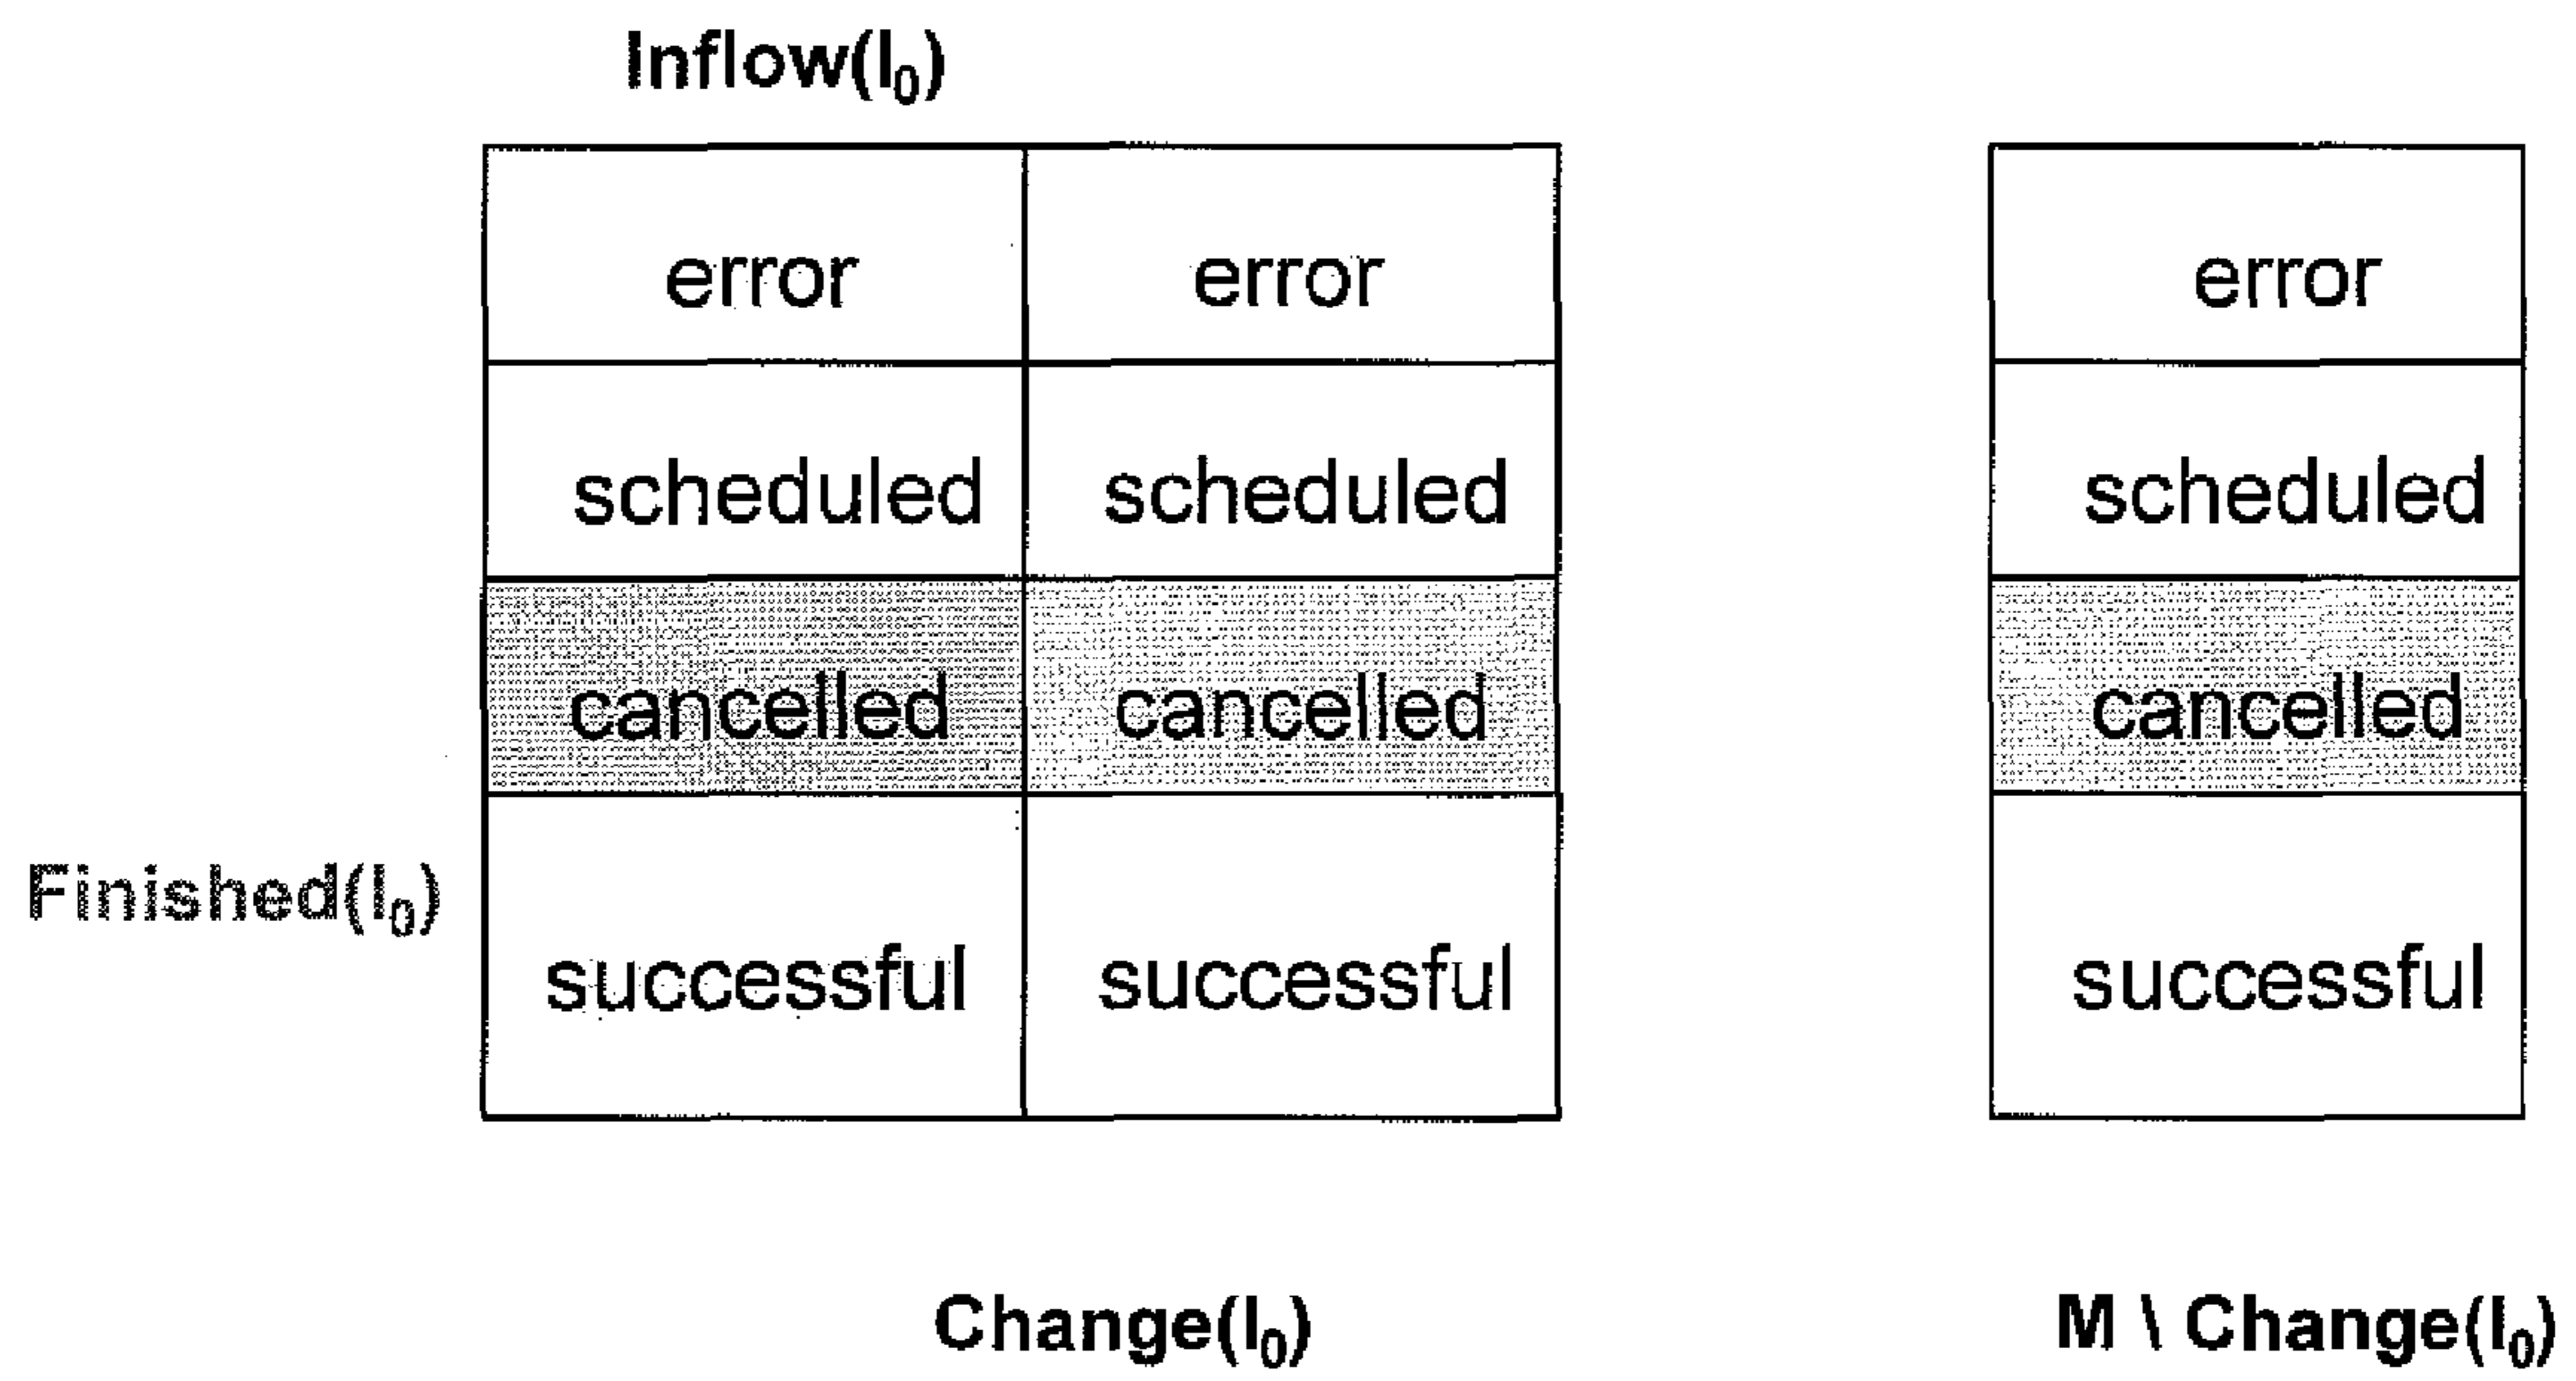 Inflow(I₀)
error error error
scheduled scheduled scheduled
cancelled cancelled cancelled
Finished(I₀)
successful successful successful
Change(I₀) M \ Change(I₀)